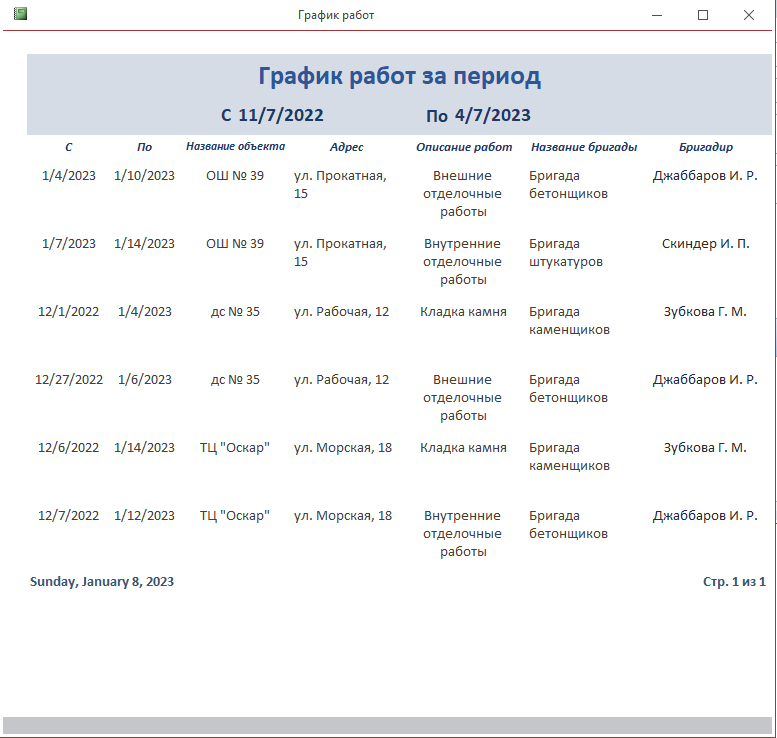 График работ
График работ за период
С 11/7/2022 По 4/7/2023
С По Название объекта Адрес Описание работ Название бригады Бригадир
1/4/2023 1/10/2023 ОШ № 39 ул. Прокатная, Внешние Бригада Джаббаров И. Р.
15 отделочные бетонщиков
работы
1/7/2023 1/14/2023 ОШ № 39 ул. Прокатная, Внутренние Бригада Скиндер И. П.
15 отделочные штукатуров
работы
12/1/2022 1/4/2023 дс № 35 ул. Рабочая, 12 Кладка камня Бригада Зубкова Г. М.
каменщиков
12/27/2022 1/6/2023 дс № 35 ул. Рабочая, 12 Внешние Бригада Джаббаров И. Р.
отделочные бетонщиков
работы
12/6/2022 1/14/2023 ТЦ "Оскар" ул. Морская, 18 Кладка камня Бригада Зубкова Г. М.
каменщиков
12/7/2022 1/12/2023 ТЦ "Оскар" ул. Морская, 18 Внутренние Бригада Джаббаров И. Р.
отделочные бетонщиков
работы
Sunday, January 8, 2023 Стр. 1 из 1